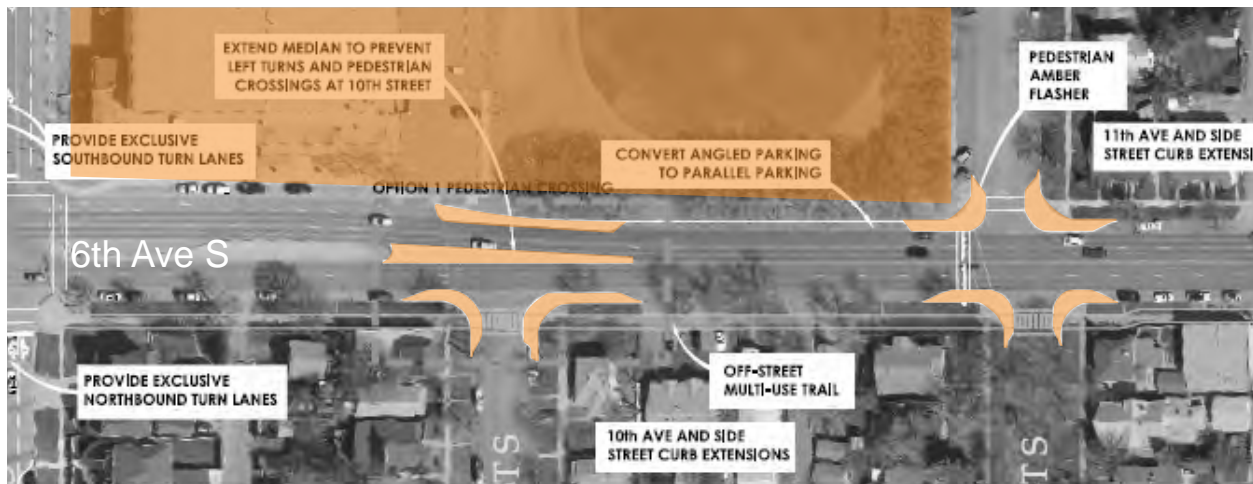 EXTEND MEDIAN TO PREVENT
LEFT TURNS AND PEDESTRIAN
CROSSINGS AT 10TH STREET
PEDESTRIAN
AMBER
FLASHER
PROVIDE EXCLUSIVE
SOUTHBOUND TURN LANES
CONVERT ANGLED PARKING
TO PARALLEL PARKING
11th AVE AND SIDE
STREET CURB EXTENSI
OPTION 1 PEDESTRIAN CROSSING
6th Ave S
PROVIDE EXCLUSIVE
NORTHBOUND TURN LANES
OFF-STREET
MULTI-USE TRAIL
10th AVE AND SIDE
STREET CURB EXTENSIONS
TS
TS